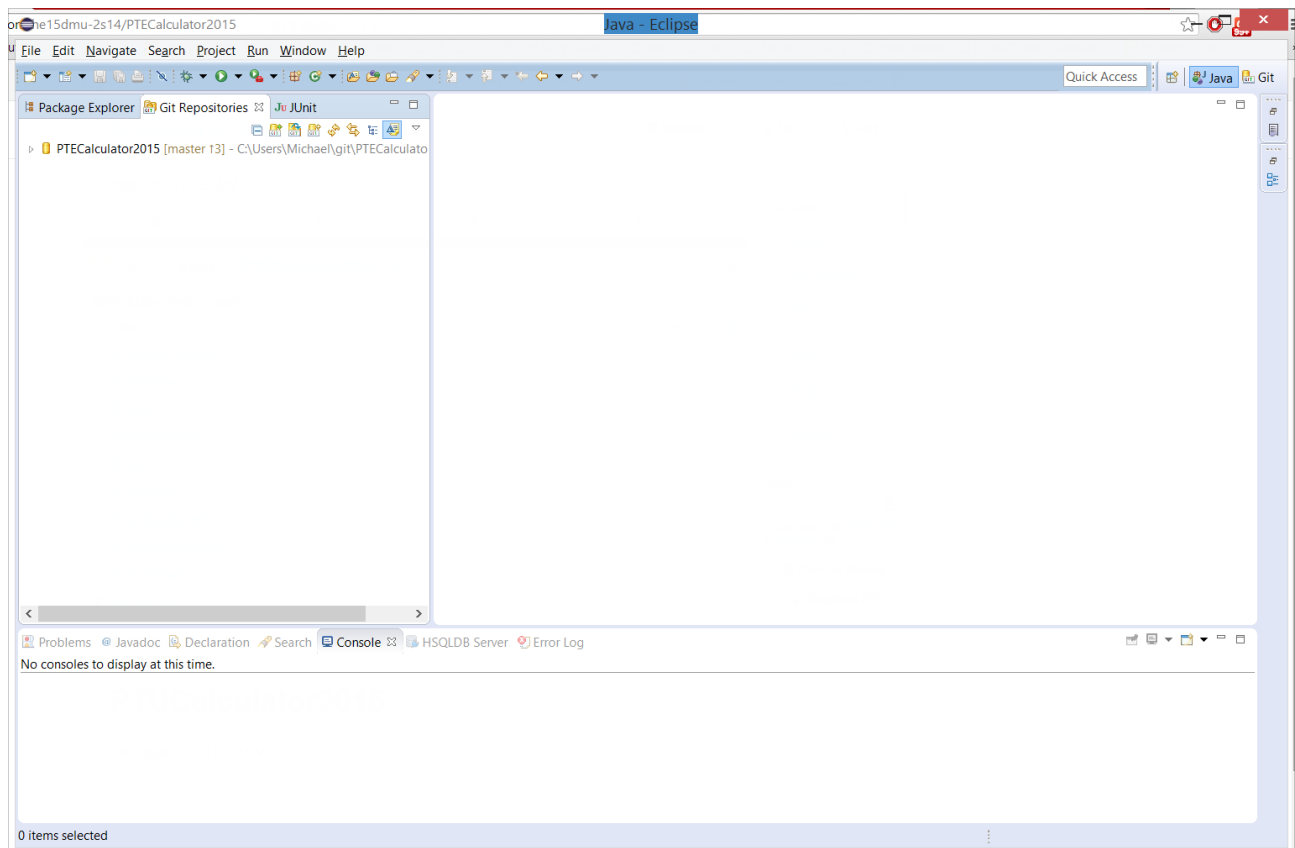 ne15dmu-2s14/PTECalculator2015
Java - Eclipse
File Edit Navigate Search Project Run Window Help
Quick Access Java Git
Package Explorer Git Repositories JUnit
PTECalculator2015 [master ↑3] - C:\Users\Michael\git\PTECalculato
Problems @ Javadoc Declaration Search Console HSQLDB Server Error Log
No consoles to display at this time.
0 items selected